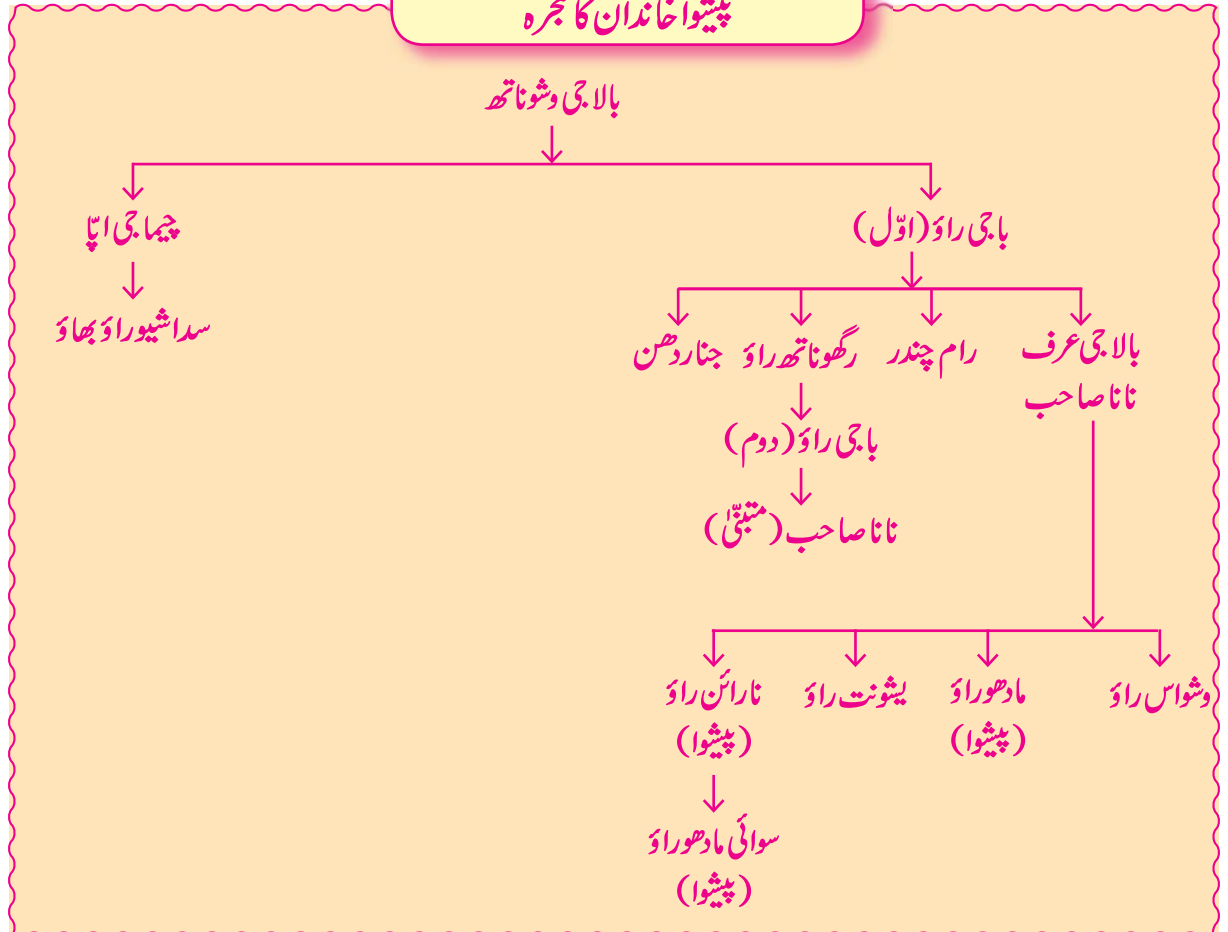 پیشوا خاندان کا شجرہ
بالاجی وشوناتھ
باجی راؤ (اوّل)
چیماجی اپّا
بالاجی عرف
نانا صاحب
رام چندر
رگھوناتھ راؤ
جناردھن
سداشیوراؤ بھاؤ
باجی راؤ (دوم)
نانا صاحب (متبنّیٰ)
وشواس راؤ
مادھوراؤ
(پیشوا)
یشونت راؤ
نارائن راؤ
(پیشوا)
سوائی مادھوراؤ
(پیشوا)